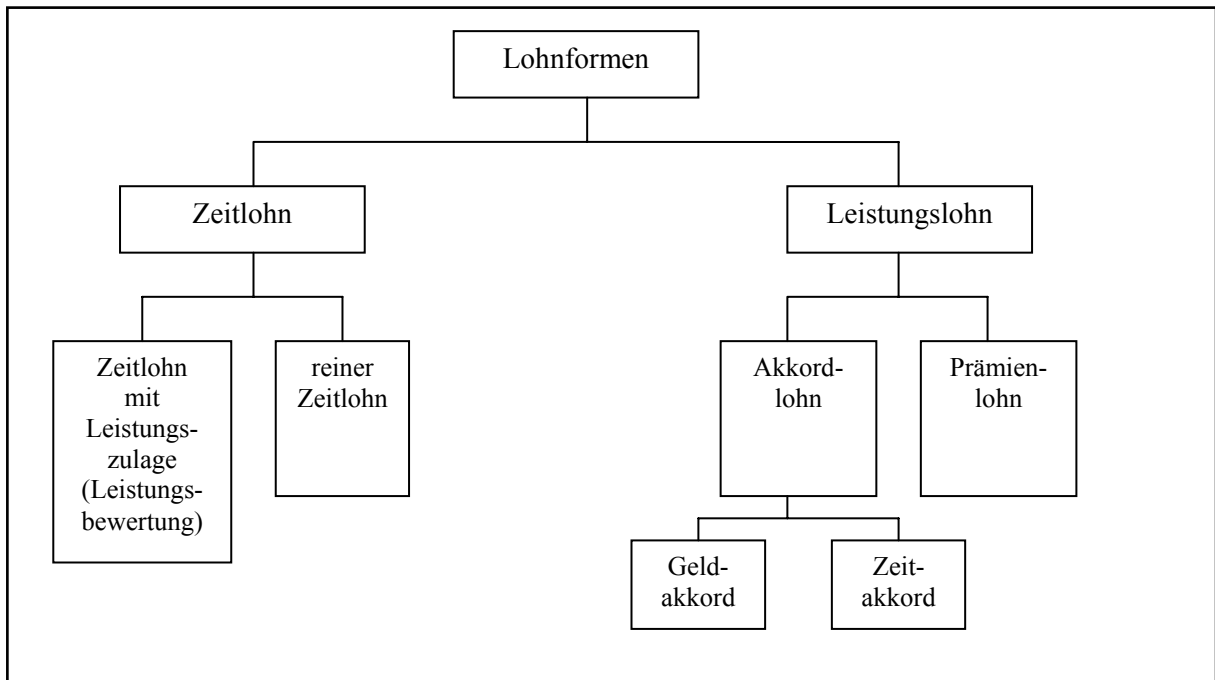 Lohnformen
Zeitlohn
Leistungslohn
Zeitlohn
mit
Leistungs-
zulage
(Leistungs-
bewertung)
reiner
Zeitlohn
Akkord-
lohn
Prämien-
lohn
Geld-
akkord
Zeit-
akkord